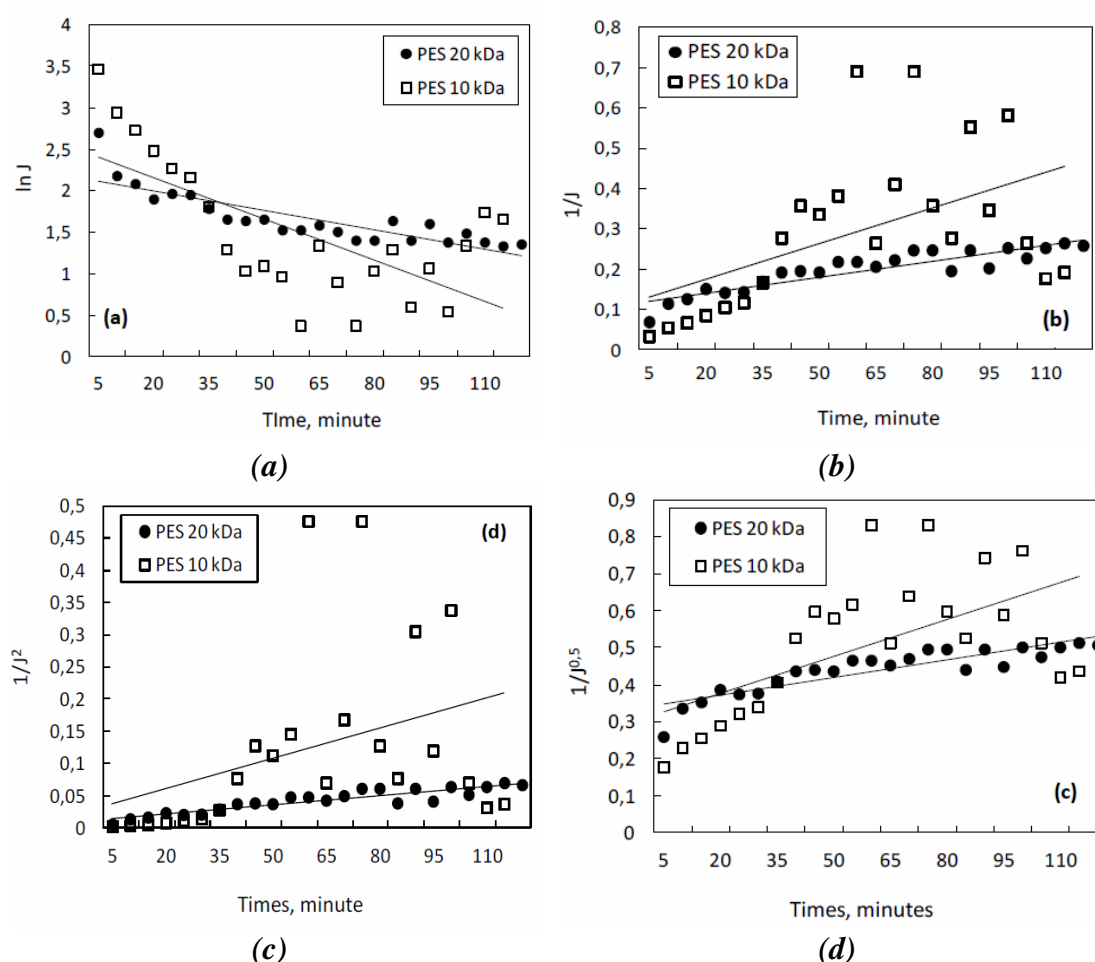 4
3,5
3
2,5
2
1,5
1
0,5
0
ln J
PES 20 kDa
PES 10 kDa
(a)
5 20 35 50 65 80 95 110
TIme, minute
(a)
0,8
0,7
0,6
0,5
0,4
0,3
0,2
0,1
0
1/J
PES 20 kDa
PES 10 kDa
(b)
5 20 35 50 65 80 95 110
Time, minute
(b)
0,5
0,45
0,4
0,35
0,3
0,25
0,2
0,15
0,1
0,05
0
1/J²
PES 20 kDa
PES 10 kDa
(d)
5 20 35 50 65 80 95 110
Times, minute
(c)
0,9
0,8
0,7
0,6
0,5
0,4
0,3
0,2
0,1
0
1/J⁰,⁵
PES 20 kDa
PES 10 kDa
(c)
5 20 35 50 65 80 95 110
Times, minutes
(d)